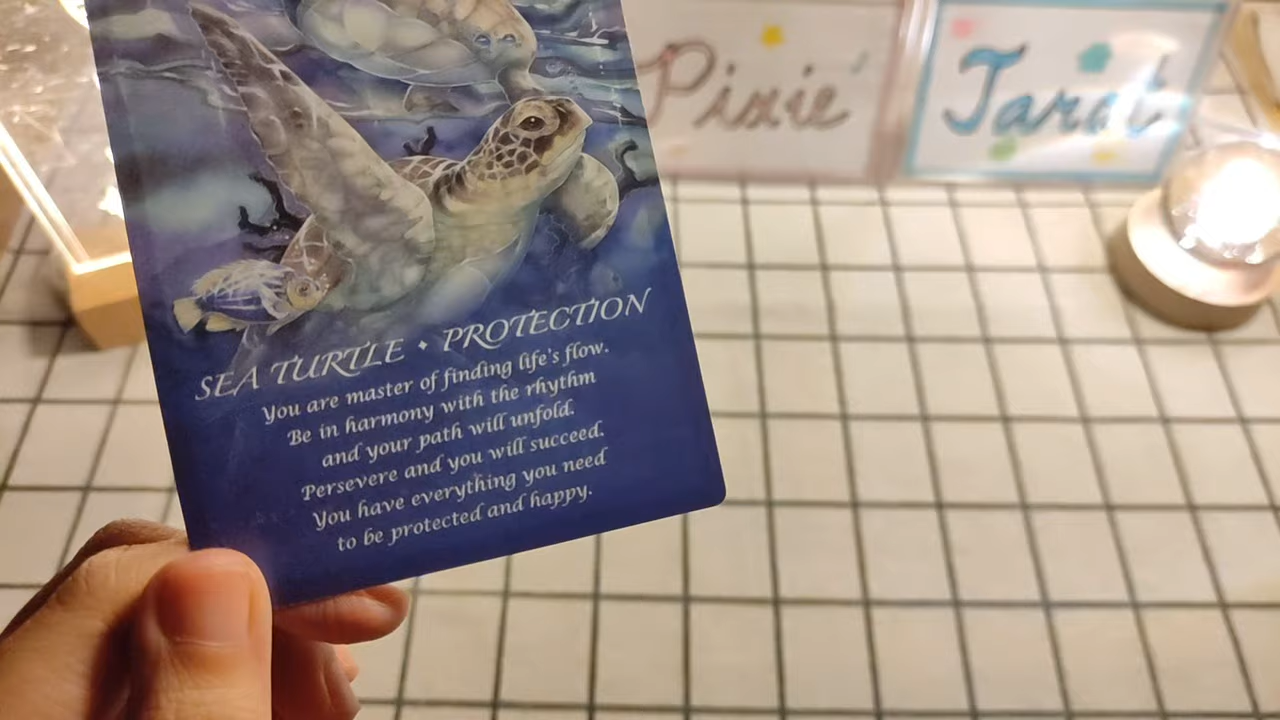 Pixie
Tarot
SEA TURTLE • PROTECTION
You are master of finding life's flow.
Be in harmony with the rhythm
and your path will unfold.
Persevere and you will succeed.
You have everything you need
to be protected and happy.